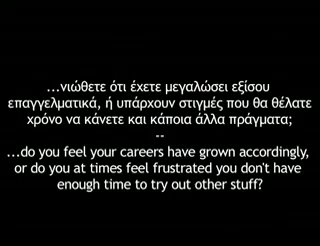 ...νιώθετε ότι έχετε μεγαλώσει εξίσου
επαγγελματικά, ή υπάρχουν στιγμές που θα θέλατε
χρόνο να κάνετε και κάποια άλλα πράγματα;
--
...do you feel your careers have grown accordingly,
or do you at times feel frustrated you don't have
enough time to try out other stuff?